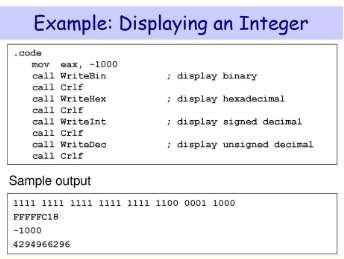 Example: Displaying an Integer
.code
mov eax, -1000
call WriteBin ; display binary
call Crlf
call WriteHex ; display hexadecimal
call Crlf
call WriteInt ; display signed decimal
call Crlf
call WriteDec ; display unsigned decimal
call Crlf
Sample output
1111 1111 1111 1111 1111 1100 0001 1000
FFFFFC18
-1000
4294966296